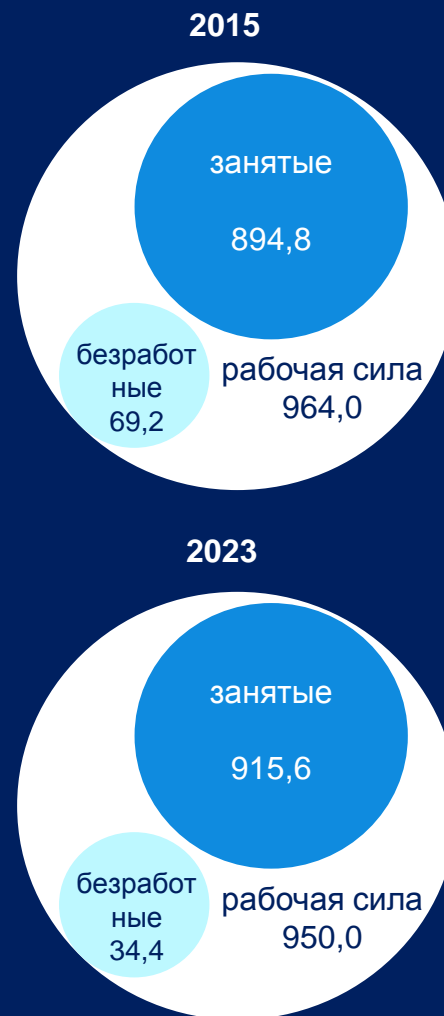 2015
занятые
894,8
безработ
ные
69,2
рабочая сила
964,0
2023
занятые
915,6
безработ
ные
34,4
рабочая сила
950,0